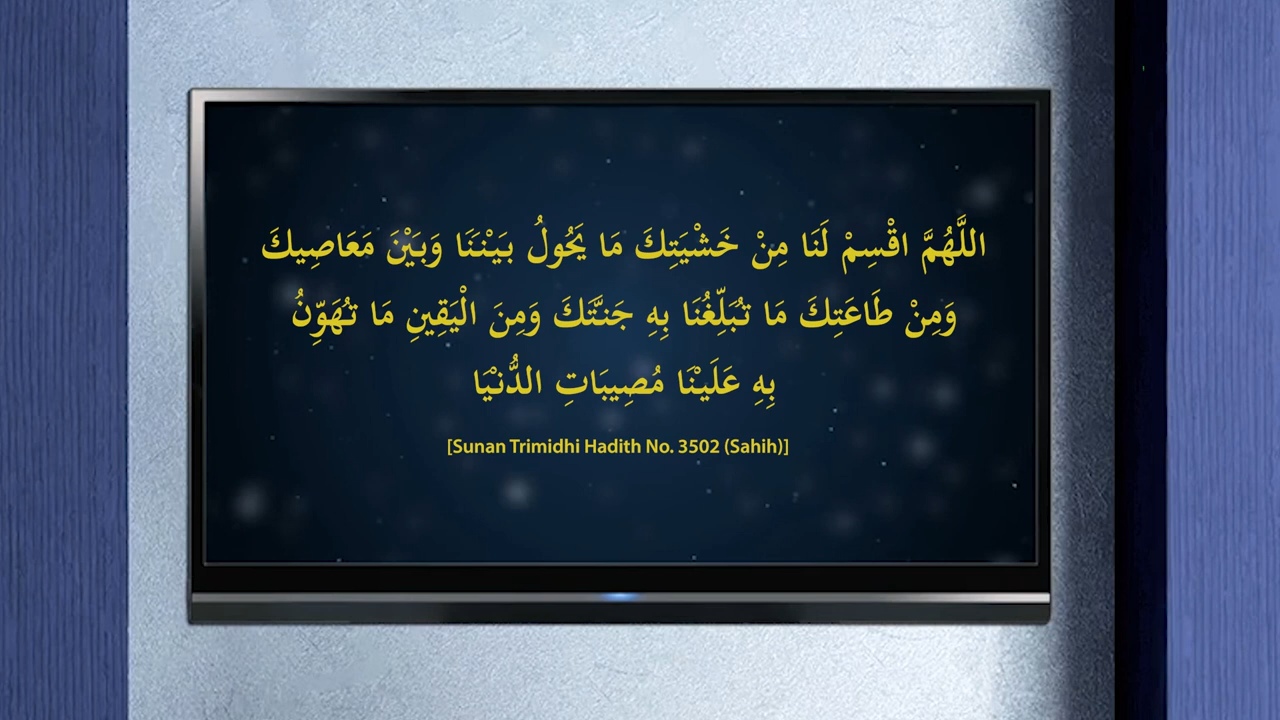 اللَّهُمَّ اقْسِمْ لَنَا مِنْ خَشْيَتِكَ مَا يَحُولُ بَيْنَنَا وَبَيْنَ مَعَاصِيكَ
وَمِنْ طَاعَتِكَ مَا تُبَلِّغُنَا بِهِ جَنَّتَكَ وَمِنَ الْيَقِينِ مَا تُهَوِّنُ
بِهِ عَلَيْنَا مُصِيبَاتِ الدُّنْيَا
[Sunan Trimidhi Hadith No. 3502 (Sahih)]